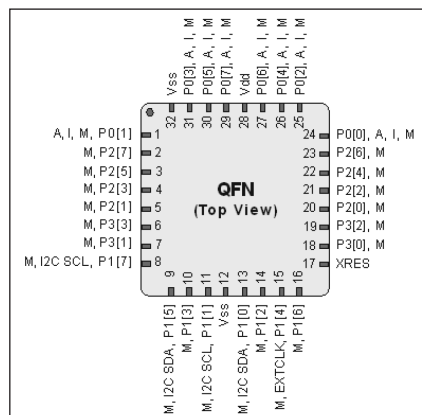 Vss
P0[3], A, I, M
P0[5], A, I, M
P0[7], A, I, M
Vdd
P0[6], A, I, M
P0[4], A, I, M
P0[2], A, I, M
32
31
30
29
28
27
26
25
A, I, M, P0[1]
M, P2[7]
M, P2[5]
M, P2[3]
M, P2[1]
M, P3[3]
M, P3[1]
M, I2C SCL, P1[7]
1
2
3
4
5
6
7
8
QFN
(Top View)
24
23
22
21
20
19
18
17
P0[0], A, I, M
P2[6], M
P2[4], M
P2[2], M
P2[0], M
P3[2], M
P3[0], M
XRES
9
10
11
12
13
14
15
16
M, I2C SDA, P1[5]
M, P1[3]
M, I2C SCL, P1[1]
Vss
M, I2C SDA, P1[0]
M, P1[2]
M, EXTCLK, P1[4]
M, P1[6]